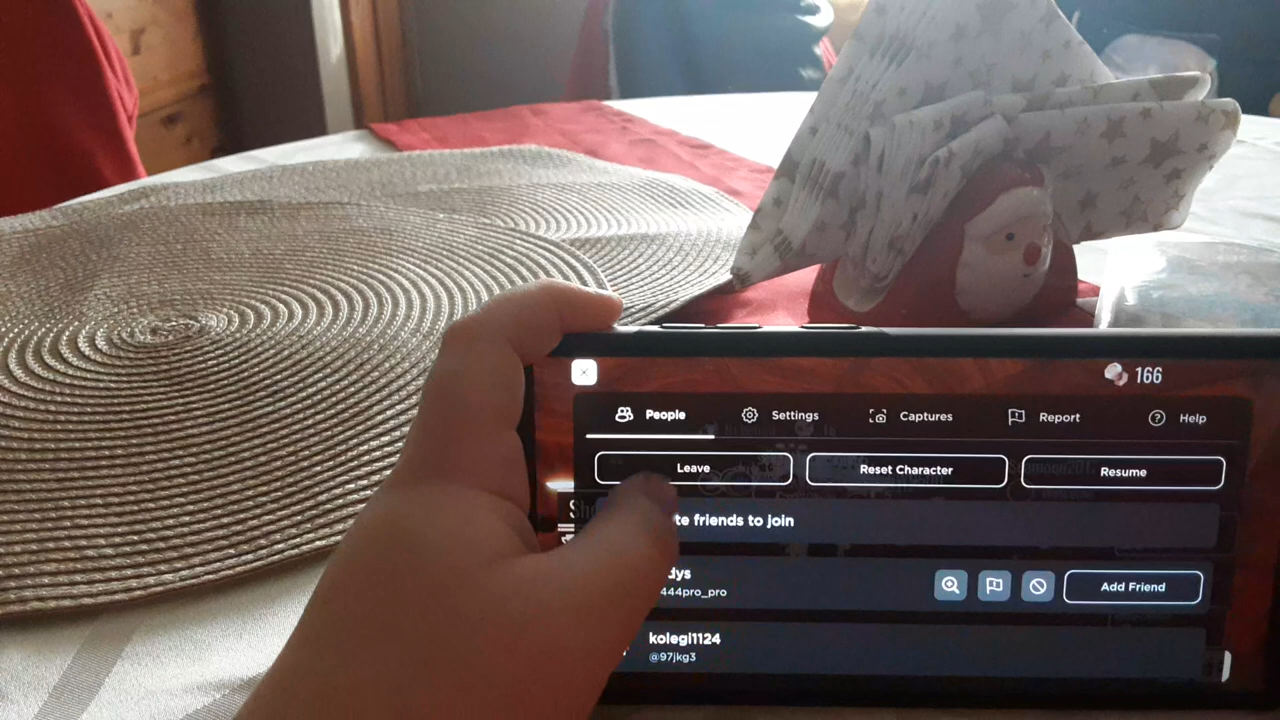 166
People Settings Captures Report Help
Leave Reset Character Resume
te friends to join
dys
444pro_pro
Add Friend
kolegi1124
@97jkg3